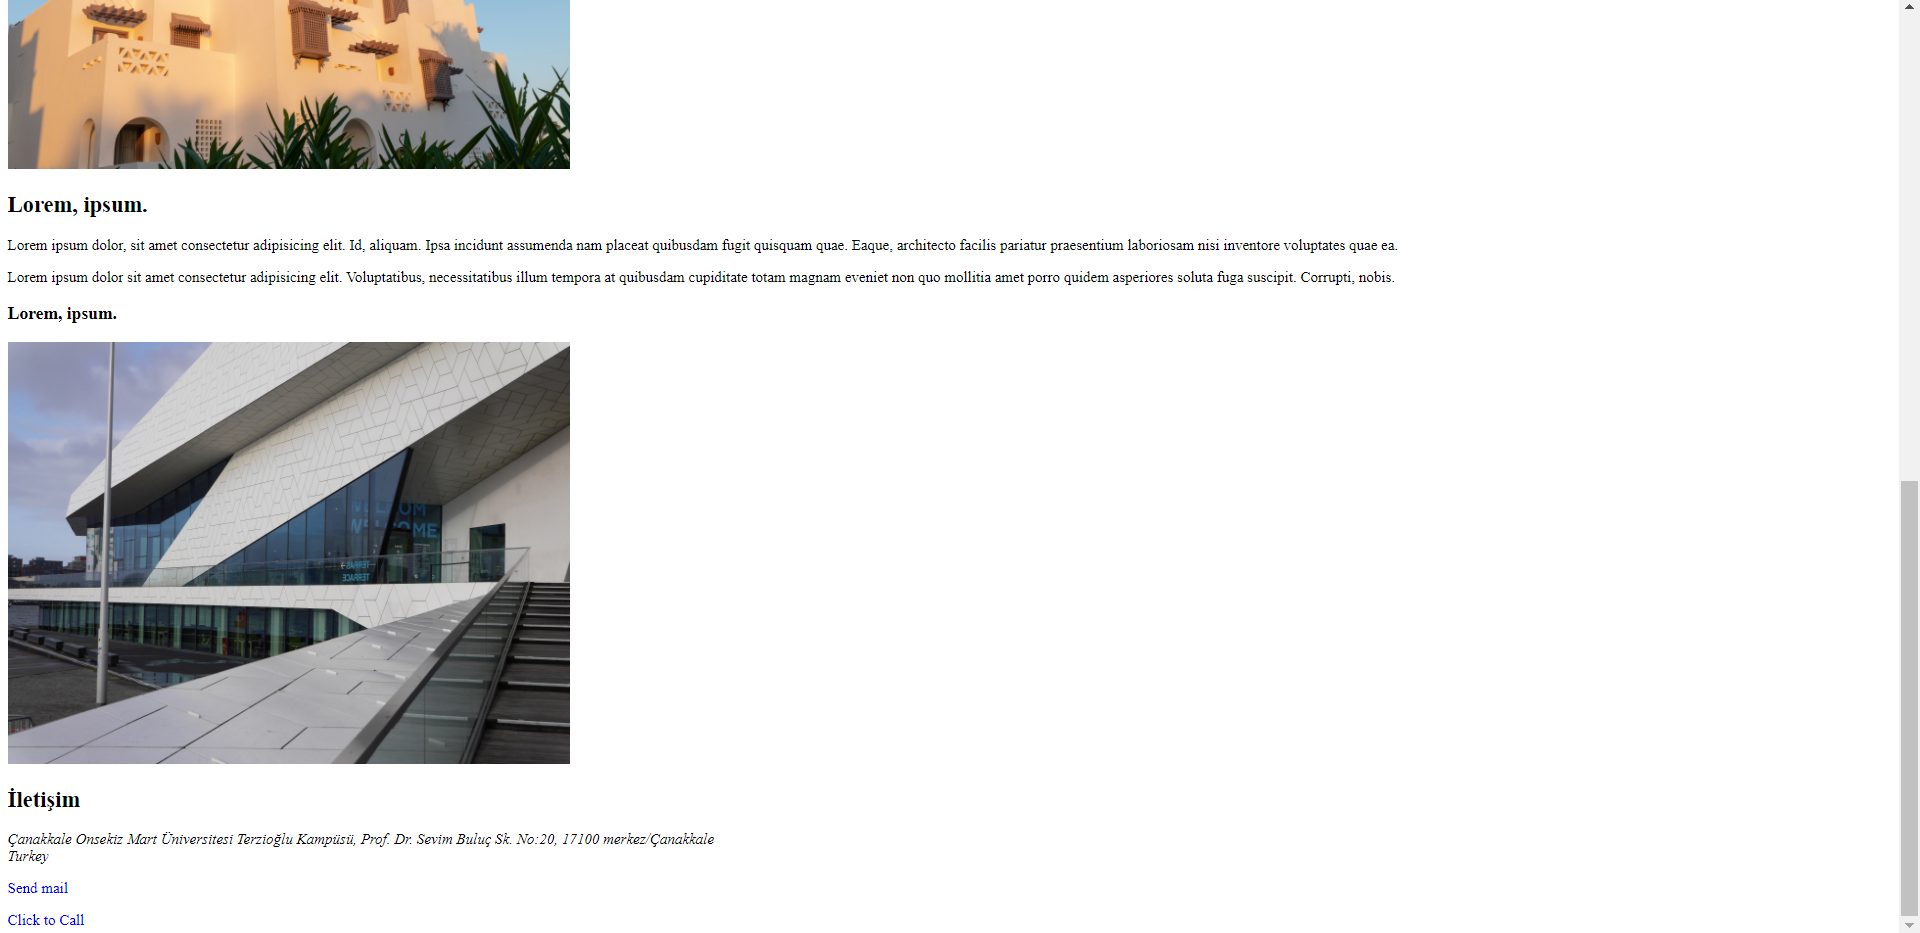 Lorem, ipsum.
Lorem ipsum dolor, sit amet consectetur adipisicing elit. Id, aliquam. Ipsa incidunt assumenda nam placeat quibusdam fugit quisquam quae. Eaque, architecto facilis pariatur praesentium laboriosam nisi inventore voluptates quae ea.
Lorem ipsum dolor sit amet consectetur adipisicing elit. Voluptatibus, necessitatibus illum tempora at quibusdam cupiditate totam magnam eveniet non quo mollitia amet porro quidem asperiores soluta fuga suscipit. Corrupti, nobis.
Lorem, ipsum.
WELCOME
TERRAS
TERRACE
İletişim
Çanakkale Onsekiz Mart Üniversitesi Terzioğlu Kampüsü, Prof. Dr. Sevim Buluç Sk. No:20, 17100 merkez/Çanakkale
Turkey
Send mail
Click to Call